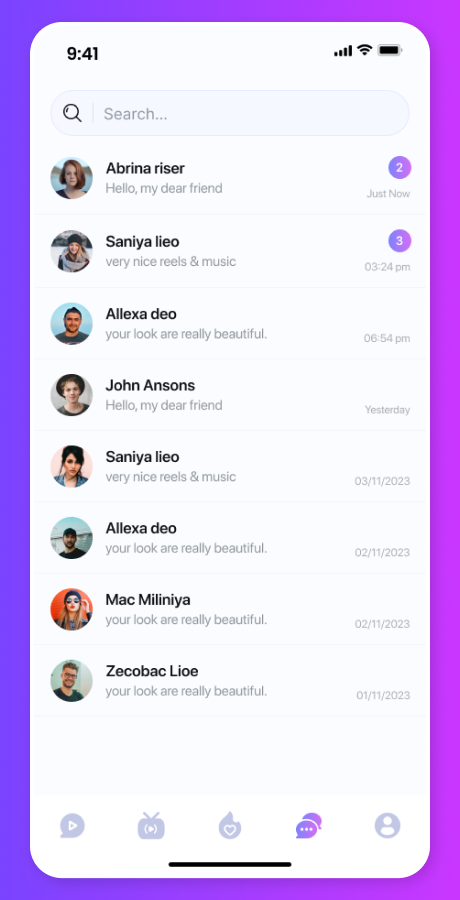 9:41
Search...
Abrina riser
2
Hello, my dear friend
Just Now
Saniya lieo
3
very nice reels & music
03:24 pm
Allexa deo
your look are really beautiful.
06:54 pm
John Ansons
Hello, my dear friend
Yesterday
Saniya lieo
very nice reels & music
03/11/2023
Allexa deo
your look are really beautiful.
02/11/2023
Mac Miliniya
your look are really beautiful.
02/11/2023
Zecobac Lioe
your look are really beautiful.
01/11/2023